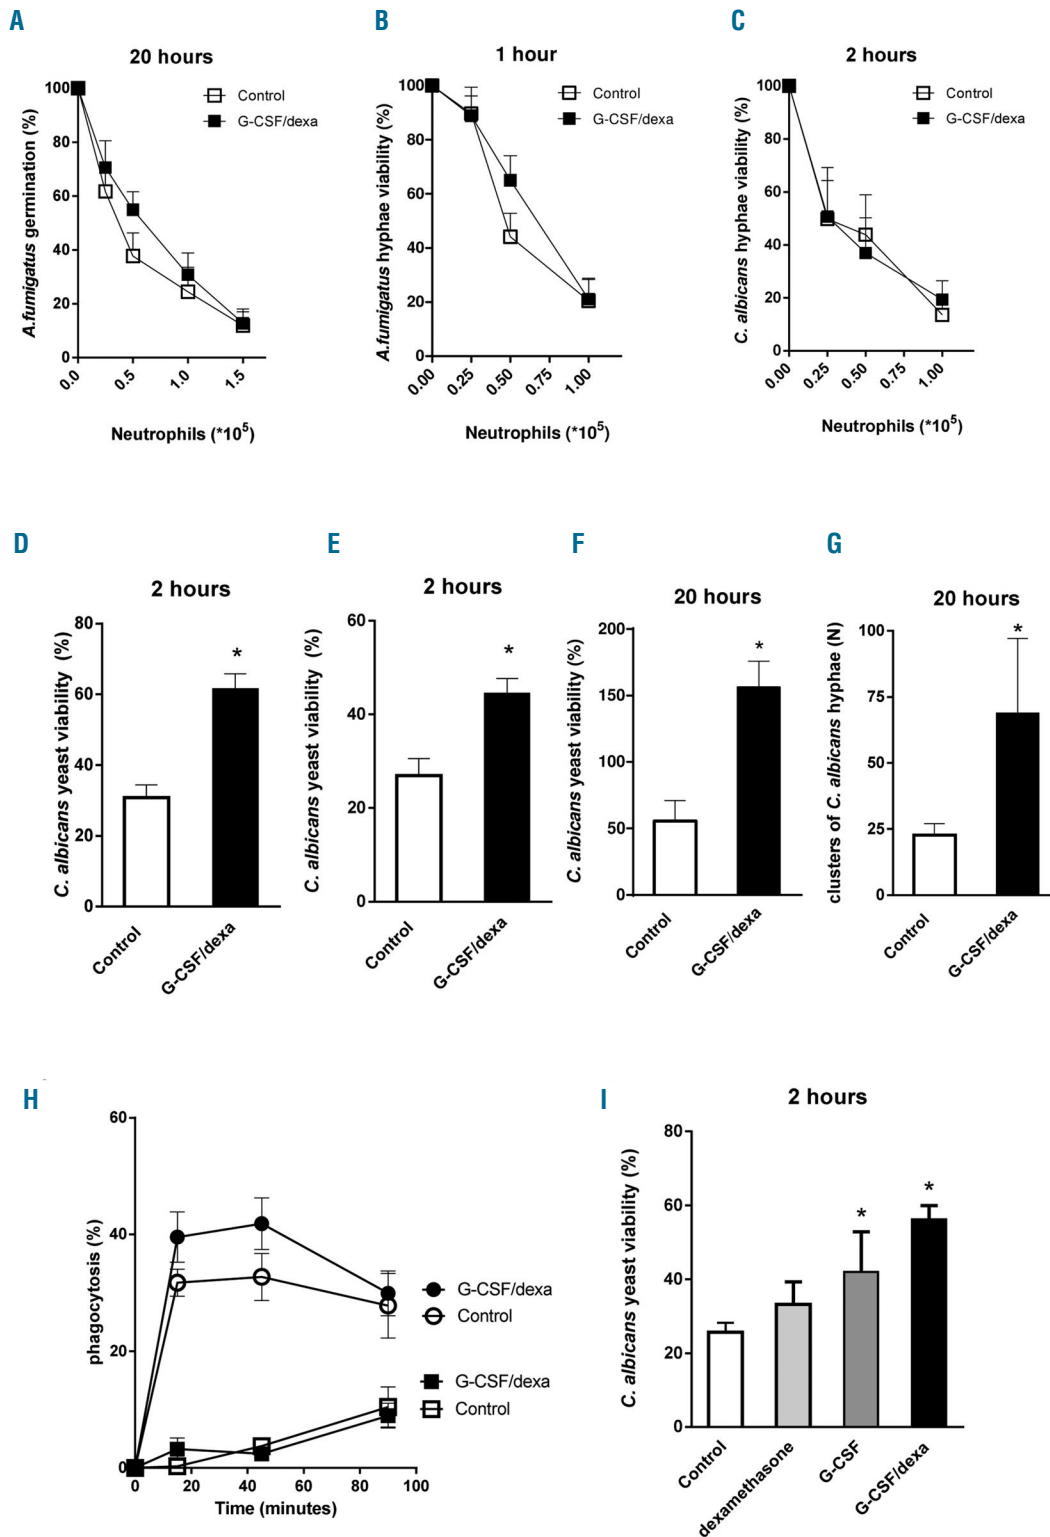 A
20 hours
Control
G-CSF/dexa
A.fumigatus germination (%)
100
80
60
40
20
0
0.0
0.5
1.0
1.5
Neutrophils (*10^5)
B
1 hour
Control
G-CSF/dexa
A.fumigatus hyphae viability (%)
100
80
60
40
20
0
0.00
0.25
0.50
0.75
1.00
Neutrophils (*10^5)
C
2 hours
Control
G-CSF/dexa
C. albicans hyphae viability (%)
100
80
60
40
20
0
0.00
0.25
0.50
0.75
1.00
Neutrophils (*10^5)
D
2 hours
C. albicans yeast viability (%)
80
60
40
20
0
*
Control
G-CSF/dexa
E
2 hours
C. albicans yeast viability (%)
60
40
20
0
*
Control
G-CSF/dexa
F
20 hours
C. albicans yeast viability (%)
200
150
100
50
0
*
Control
G-CSF/dexa
G
20 hours
clusters of C. albicans hyphae (N)
100
75
50
25
0
*
Control
G-CSF/dexa
H
phagocytosis (%)
60
40
20
0
0
20
40
60
80
100
Time (minutes)
G-CSF/dexa
Control
G-CSF/dexa
Control
I
2 hours
C. albicans yeast viability (%)
80
60
40
20
0
*
*
Control
dexamethasone
G-CSF
G-CSF/dexa